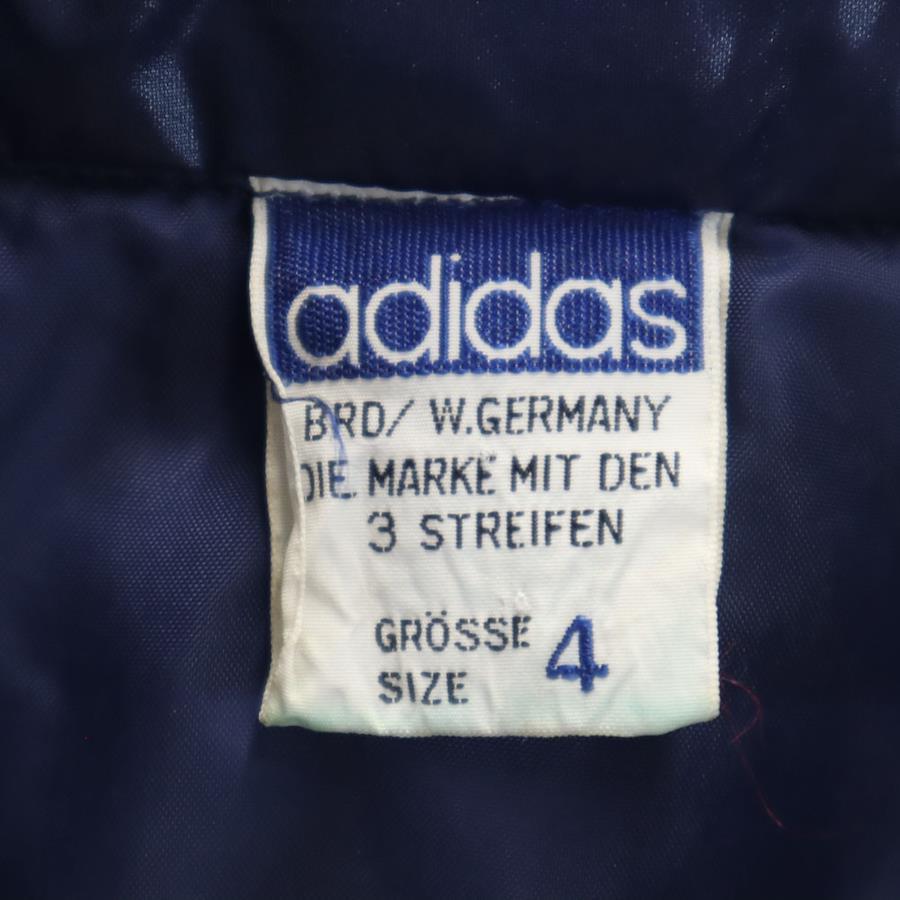 adidas
BRD/ W.GERMANY
DIE MARKE MIT DEN
3 STREIFEN
GRÖSSE 4
SIZE